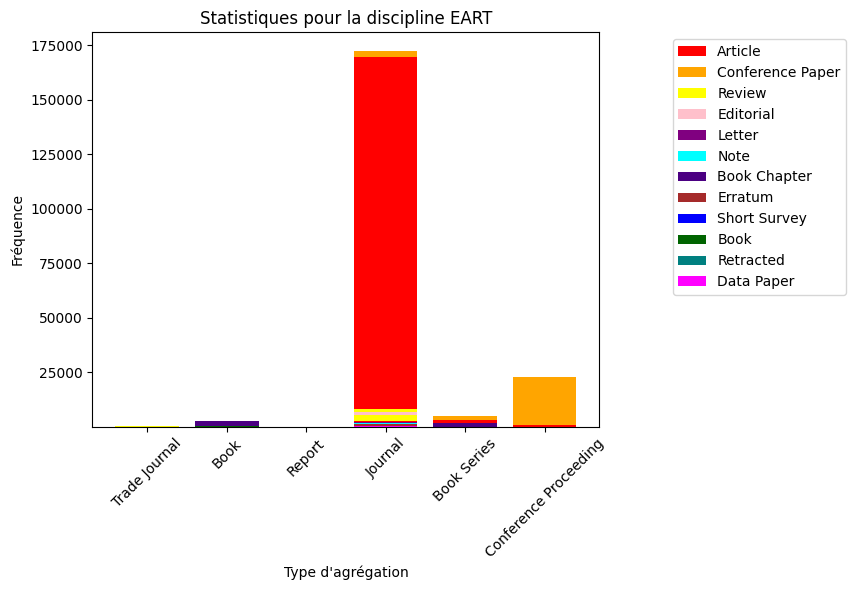 Statistiques pour la discipline EART
Fréquence
175000
150000
125000
100000
75000
50000
25000
Trade Journal
Book
Report
Journal
Book Series
Conference Proceeding
Type d'agrégation
Article
Conference Paper
Review
Editorial
Letter
Note
Book Chapter
Erratum
Short Survey
Book
Retracted
Data Paper